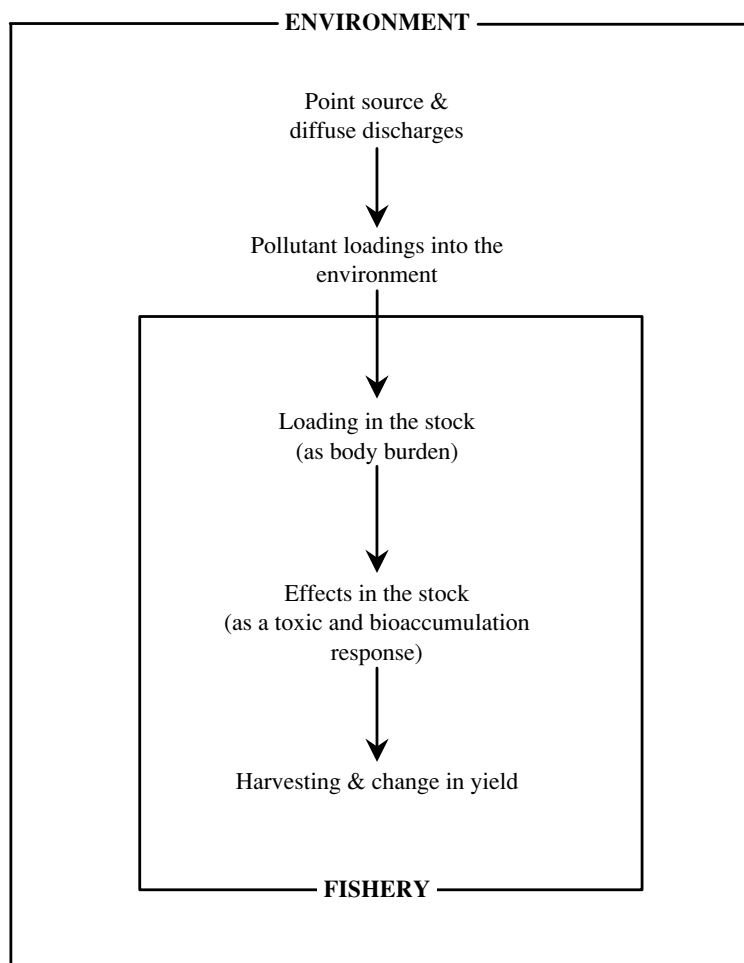 ENVIRONMENT
Point source &
diffuse discharges
Pollutant loadings into the
environment
Loading in the stock
(as body burden)
Effects in the stock
(as a toxic and bioaccumulation
response)
Harvesting & change in yield
FISHERY